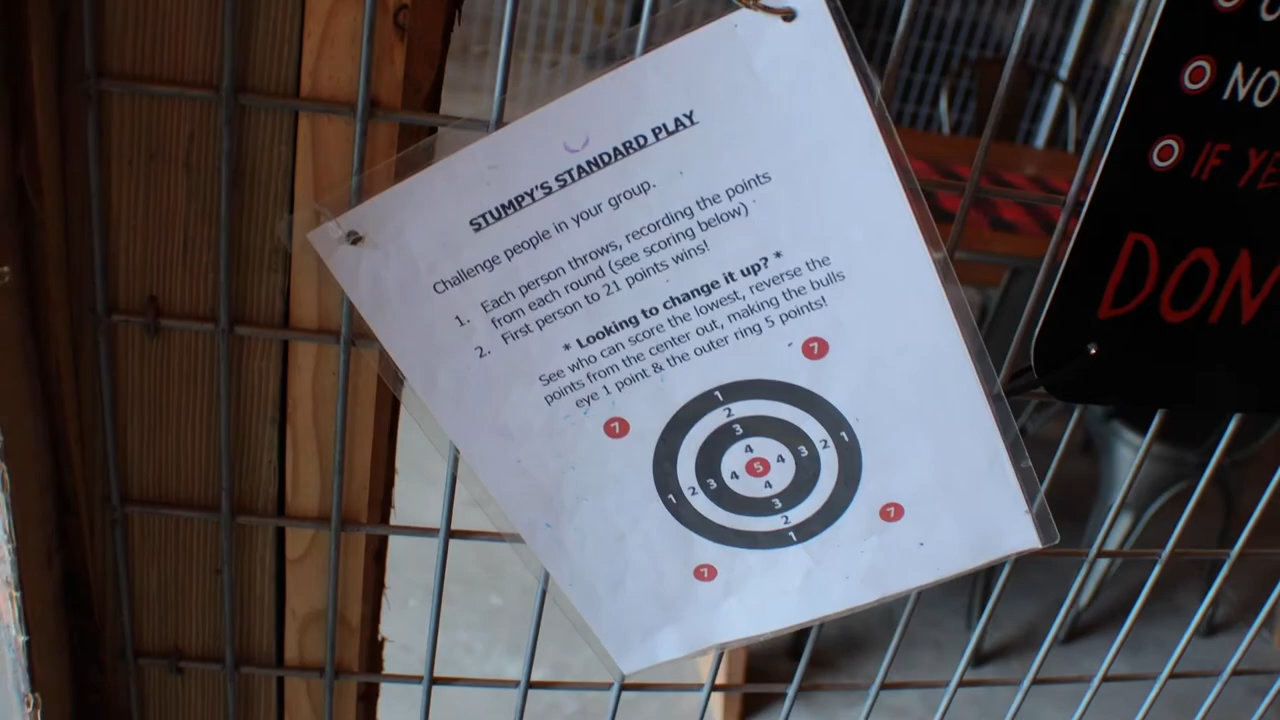 STUMPY'S STANDARD PLAY
Challenge people in your group.
1. Each person throws, recording the points
from each round (see scoring below)
2. First person to 21 points wins!
* Looking to change it up? *
See who can score the lowest, reverse the
points from the center out, making the bulls
eye 1 point & the outer ring 5 points!
7
7
1
2
3
4
1 2 3 4 5 4 3 2 1
4
3
2
1
7
7
NO
IF YE
DON